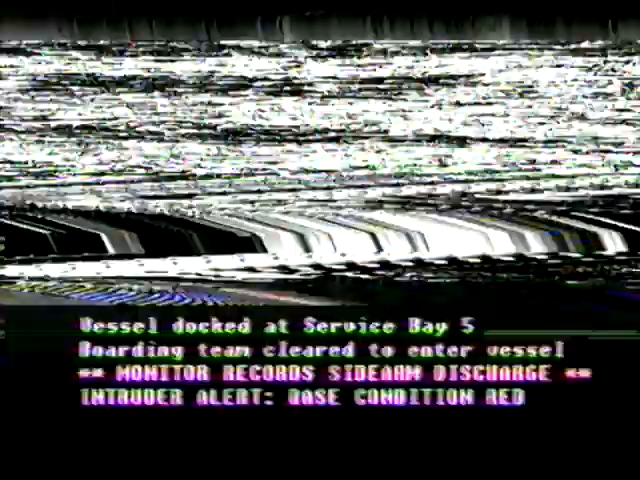 Vessel docked at Service Bay 5
Boarding team cleared to enter vessel
** MONITOR RECORDS SIDEARM DISCHARGE **
INTRUDER ALERT: BASE CONDITION RED